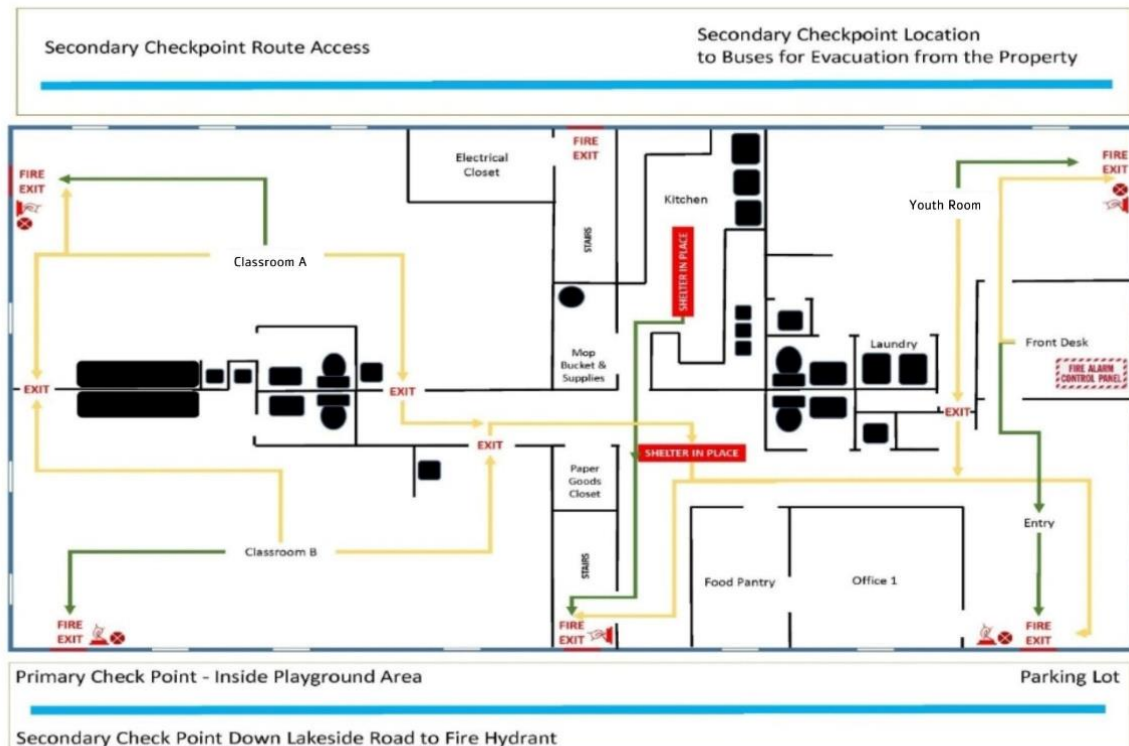 Secondary Checkpoint Route Access
Secondary Checkpoint Location
to Buses for Evacuation from the Property
FIRE
EXIT
Electrical
Closet
FIRE
EXIT
STAIRS
Kitchen
SHELTER IN PLACE
Youth Room
FIRE
EXIT
Classroom A
Mop
Bucket &
Supplies
Laundry
Front Desk
FIRE ALARM
CONTROL PANEL
EXIT
EXIT
EXIT
EXIT
SHELTER IN PLACE
Paper
Goods
Closet
STAIRS
Classroom B
Food Pantry
Office 1
Entry
FIRE
EXIT
FIRE
EXIT
FIRE
EXIT
Primary Check Point - Inside Playground Area
Parking Lot
Secondary Check Point Down Lakeside Road to Fire Hydrant